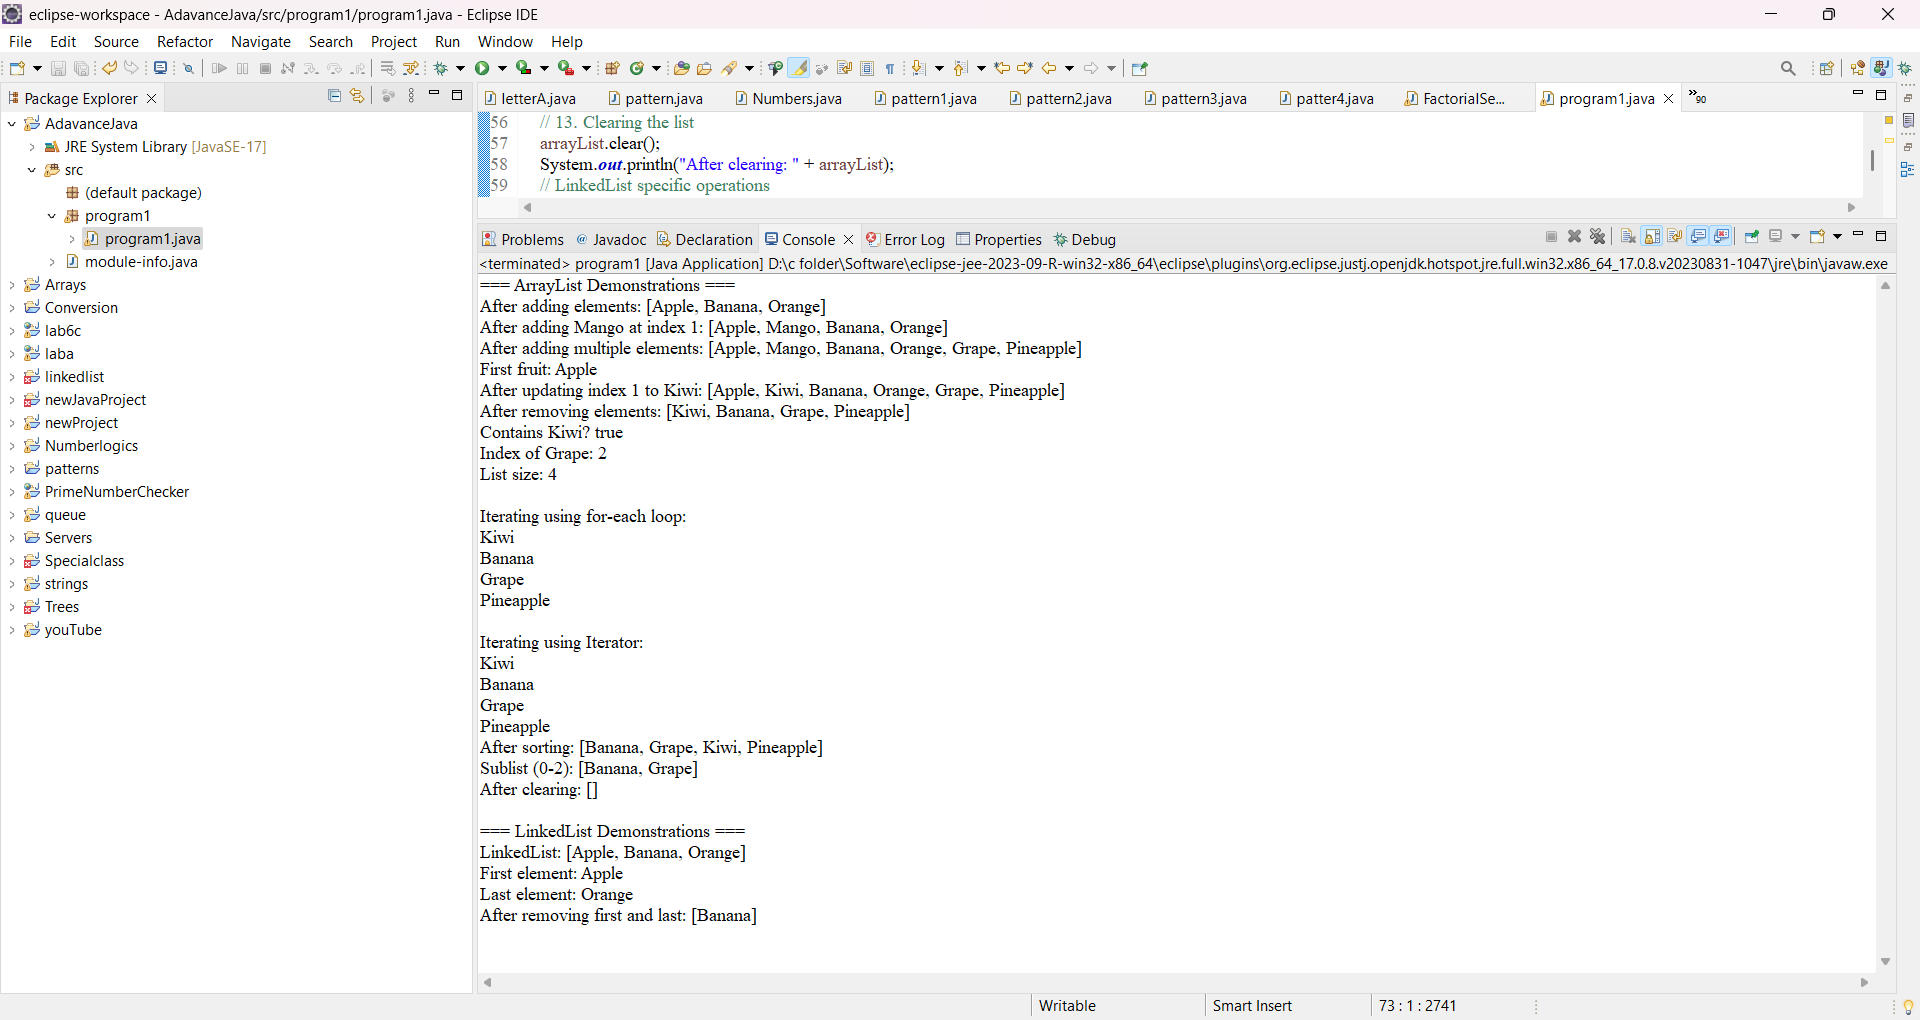 eclipse-workspace - AdavanceJava/src/program1/program1.java - Eclipse IDE
File Edit Source Refactor Navigate Search Project Run Window Help
Package Explorer
AdavanceJava
JRE System Library [JavaSE-17]
src
(default package)
program1
program1.java
module-info.java
Arrays
Conversion
lab6c
laba
linkedlist
newJavaProject
newProject
Numberlogics
patterns
PrimeNumberChecker
queue
Servers
Specialclass
strings
Trees
youTube
letterA.java pattern.java Numbers.java pattern1.java pattern2.java pattern3.java patter4.java FactorialSe... program1.java »90
56 // 13. Clearing the list
57 arrayList.clear();
58 System.out.println("After clearing: " + arrayList);
59 // LinkedList specific operations
Problems Javadoc Declaration Console Error Log Properties Debug
<terminated> program1 [Java Application] D:\c folder\Software\eclipse-jee-2023-09-R-win32-x86_64\eclipse\plugins\org.eclipse.justj.openjdk.hotspot.jre.full.win32.x86_64_17.0.8.v20230831-1047\jre\bin\javaw.exe
=== ArrayList Demonstrations ===
After adding elements: [Apple, Banana, Orange]
After adding Mango at index 1: [Apple, Mango, Banana, Orange]
After adding multiple elements: [Apple, Mango, Banana, Orange, Grape, Pineapple]
First fruit: Apple
After updating index 1 to Kiwi: [Apple, Kiwi, Banana, Orange, Grape, Pineapple]
After removing elements: [Kiwi, Banana, Grape, Pineapple]
Contains Kiwi? true
Index of Grape: 2
List size: 4
Iterating using for-each loop:
Kiwi
Banana
Grape
Pineapple
Iterating using Iterator:
Kiwi
Banana
Grape
Pineapple
After sorting: [Banana, Grape, Kiwi, Pineapple]
Sublist (0-2): [Banana, Grape]
After clearing: []
=== LinkedList Demonstrations ===
LinkedList: [Apple, Banana, Orange]
First element: Apple
Last element: Orange
After removing first and last: [Banana]
Writable Smart Insert 73 : 1 : 2741